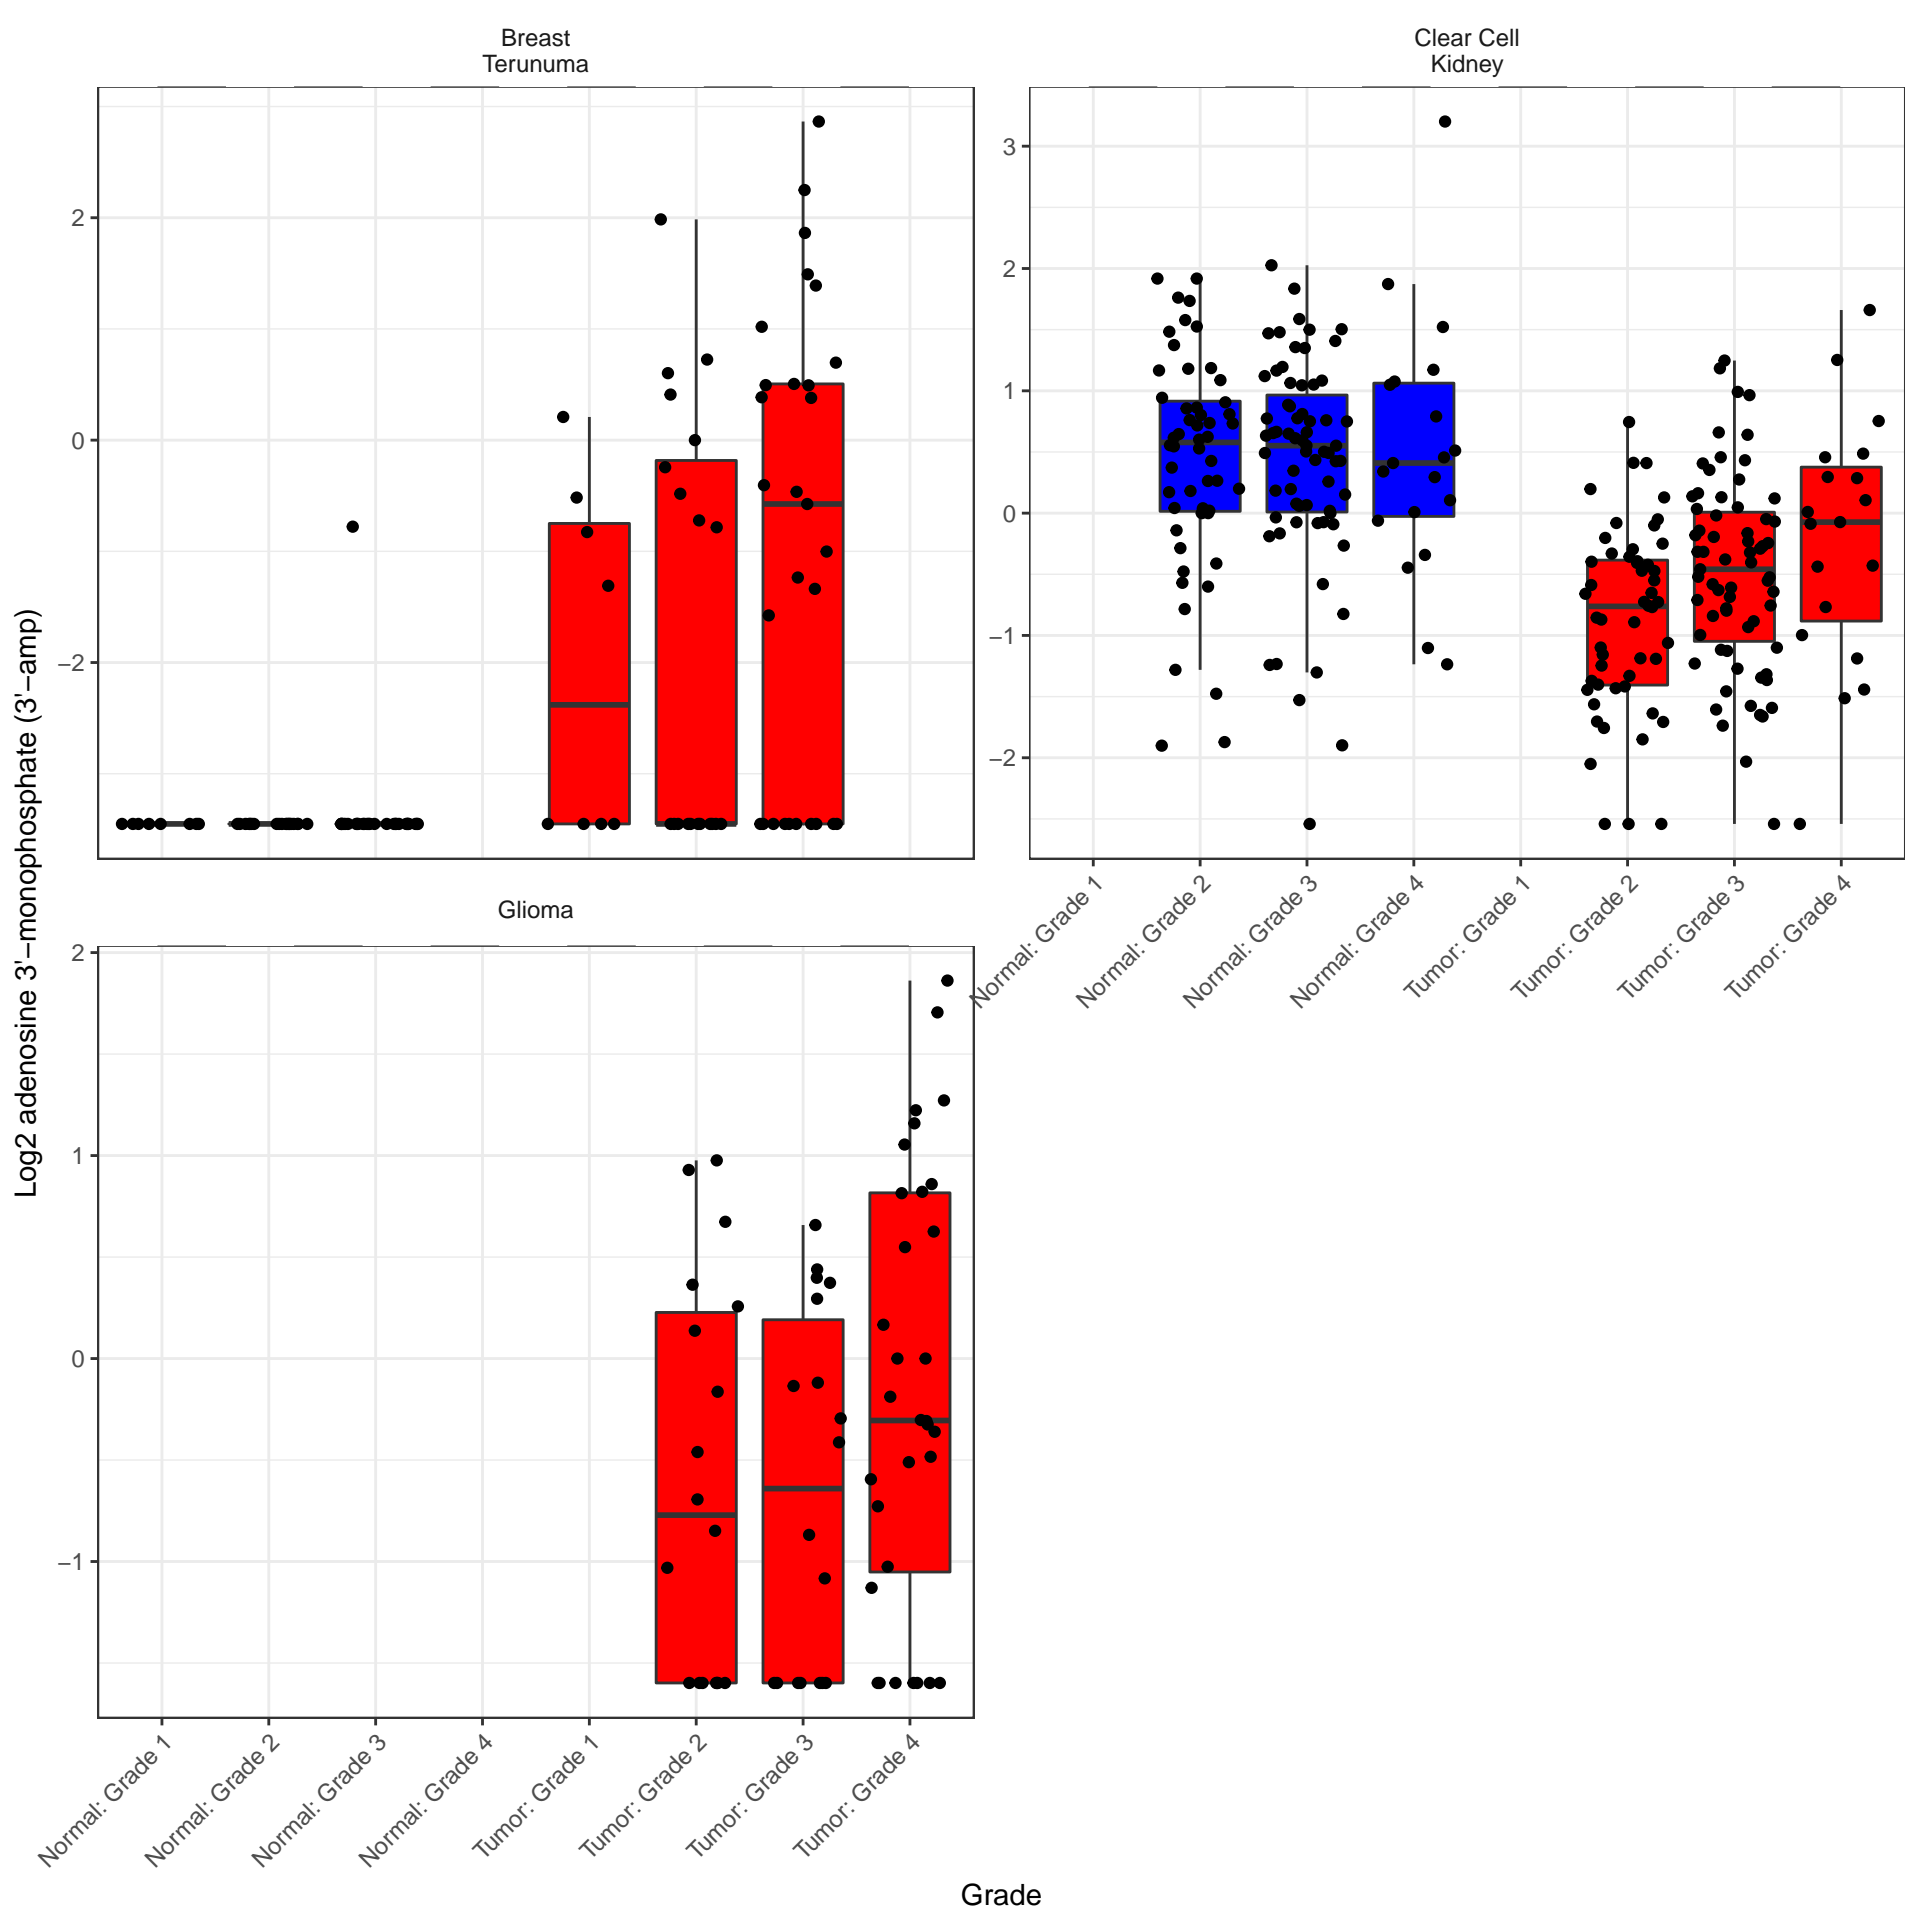 Breast
Terunuma
Clear Cell
Kidney
2
0
−2
3
2
1
0
−1
−2
Normal: Grade 1
Normal: Grade 2
Normal: Grade 3
Normal: Grade 4
Tumor: Grade 1
Tumor: Grade 2
Tumor: Grade 3
Tumor: Grade 4
Glioma
2
1
0
−1
Normal: Grade 1
Normal: Grade 2
Normal: Grade 3
Normal: Grade 4
Tumor: Grade 1
Tumor: Grade 2
Tumor: Grade 3
Tumor: Grade 4
Log2 adenosine 3'−monophosphate (3'−amp)
Grade